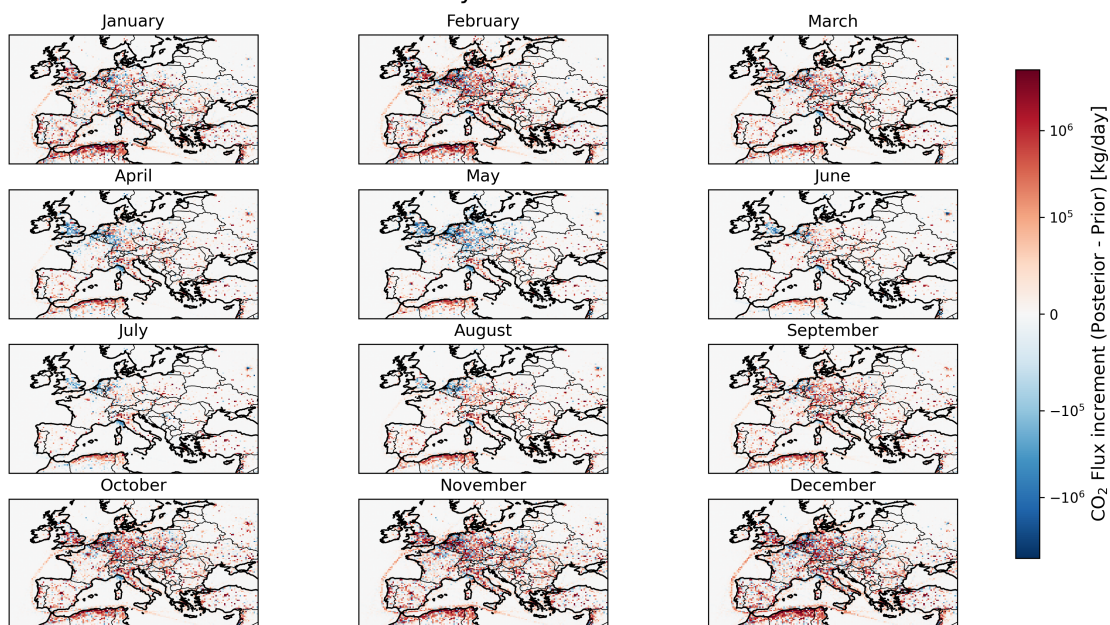 January February March
April May June
July August September
October November December
10⁶
10⁵
0
−10⁵
−10⁶
CO₂ Flux increment (Posterior - Prior) [kg/day]